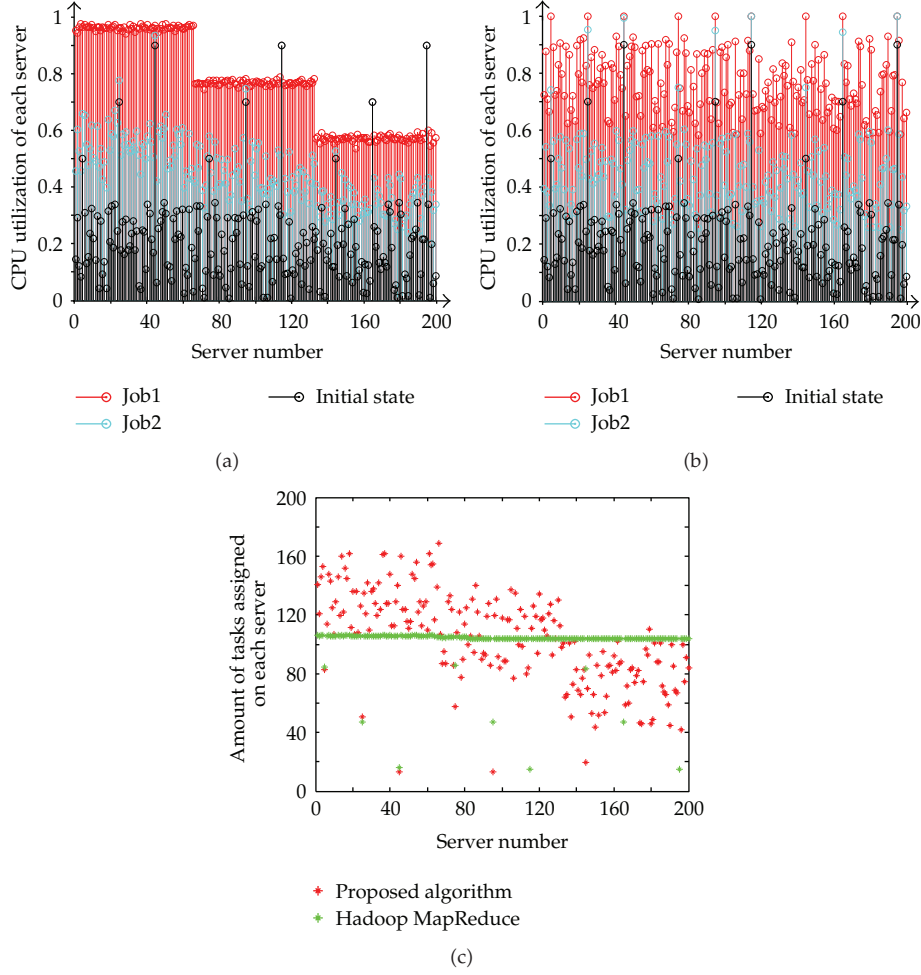 CPU utilization of each server
1
0.8
0.6
0.4
0.2
0
0 40 80 120 160 200
Server number
Job1
Job2
Initial state
(a)
CPU utilization of each server
1
0.8
0.6
0.4
0.2
0
0 40 80 120 160 200
Server number
Job1
Job2
Initial state
(b)
Amount of tasks assigned
on each server
200
160
120
80
40
0
0 40 80 120 160 200
Server number
Proposed algorithm
Hadoop MapReduce
(c)